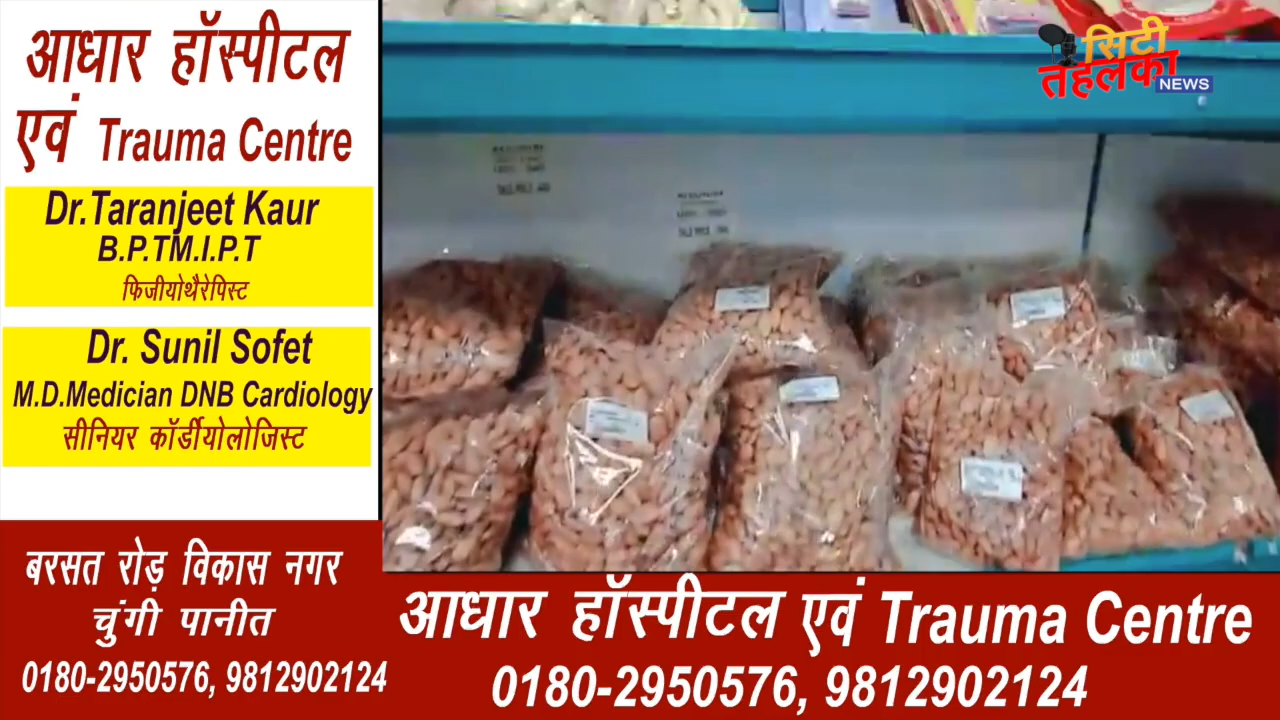 आधार हॉस्पीटल
एवं Trauma Centre
Dr.Taranjeet Kaur
B.P.TM.I.P.T
फिजीयोथैरेपिस्ट
Dr. Sunil Sofet
M.D.Medician DNB Cardiology
सीनियर कॉर्डीयोलोजिस्ट
बरसत रोड़ विकास नगर
चुंगी पानीत
0180-2950576, 9812902124
सिटी
तहलका
NEWS
आधार हॉस्पीटल एवं Trauma Centre
0180-2950576, 9812902124